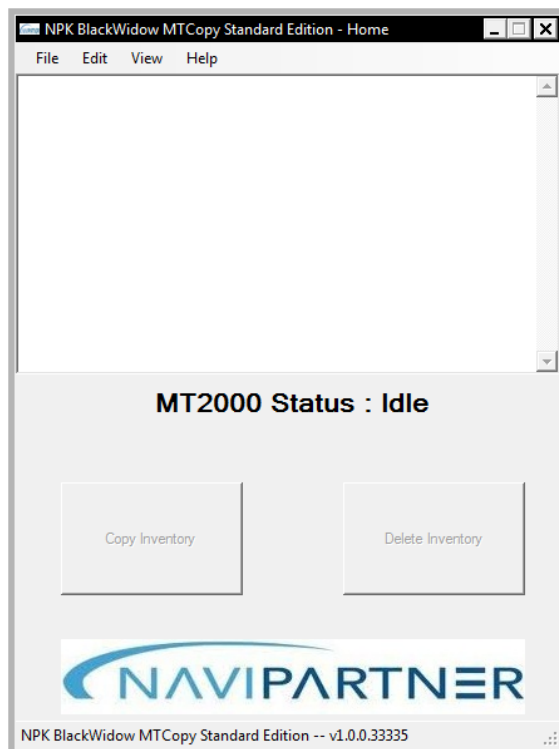 NPK BlackWidow MTCopy Standard Edition - Home
File Edit View Help
MT2000 Status : Idle
Copy Inventory Delete Inventory
NAVIPARTNER
NPK BlackWidow MTCopy Standard Edition -- v1.0.0.33335